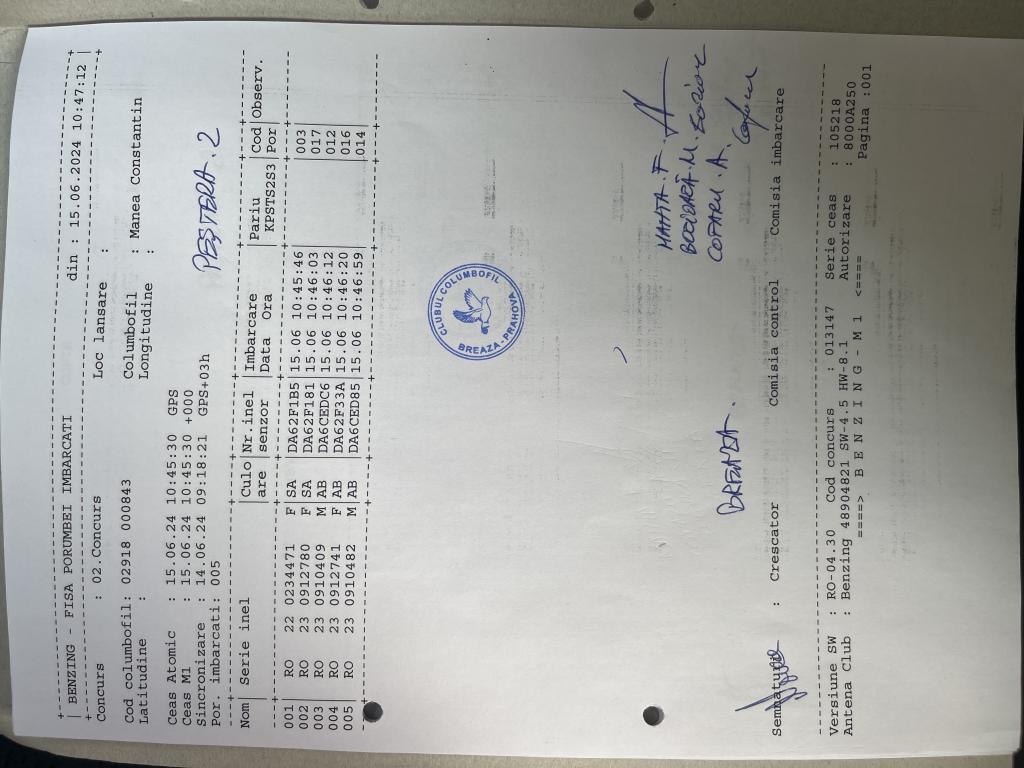 | BENZING - FISA PORUMBEI IMBARCATI din : 15.06.2024 10:47:12 |
Concurs : 02.Concurs Loc lansare :
Cod columbofil: 02918 000843 Columbofil : Manea Constantin
Latitudine : Longitudine :
Ceas Atomic : 15.06.24 10:45:30 GPS
Ceas M1 : 15.06.24 10:45:30 +000
Sincronizare : 14.06.24 09:18:21 GPS+03h
Por. imbarcati: 005
PEȘTERA.2
Nom | Serie inel |Culo|Nr.inel |Imbarcare |Pariu |Cod|Observ.
|are |senzor |Data Ora | KPSTS2S3|Por|
001 | RO 22 0234471 F SA |DA62F1B5|15.06 10:45:46| | 003|
002 | RO 23 0912780 F SA |DA62F181|15.06 10:46:03| | 017|
003 | RO 23 0910409 M AB |DA6CEDC6|15.06 10:46:12| | 012|
004 | RO 23 0912741 F AB |DA62F33A|15.06 10:46:20| | 016|
005 | RO 23 0910482 M AB |DA6CED85|15.06 10:46:59| | 014|
CLUBUL COLUMBOFIL
BREAZA-PRAHOVA
MANTA.F.
COFARU.A.
BREAZA.
Semnaturile : Crescator Comisia control Comisia imbarcare
Versiune SW : RO-04.30 Cod concurs : 013147 Serie ceas : 105218
Antena Club : Benzing 48904821 SW-4.5 HW-8.1 Autorizare : 8000A250
====> B E N Z I N G - M 1 <==== Pagina :001